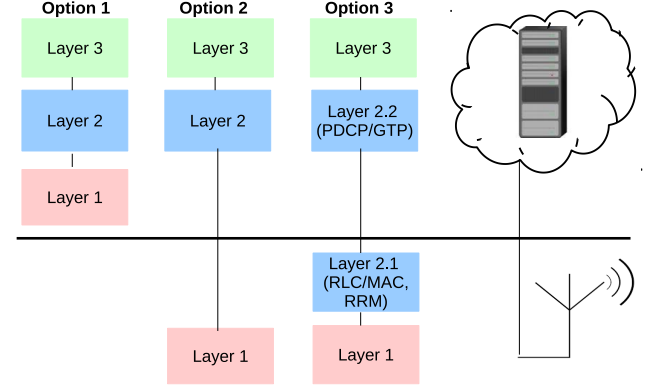 Option 1
Option 2
Option 3
Layer 3
Layer 3
Layer 3
Layer 2
Layer 2
Layer 2.2
(PDCP/GTP)
Layer 1
Layer 2.1
(RLC/MAC,
RRM)
Layer 1
Layer 1